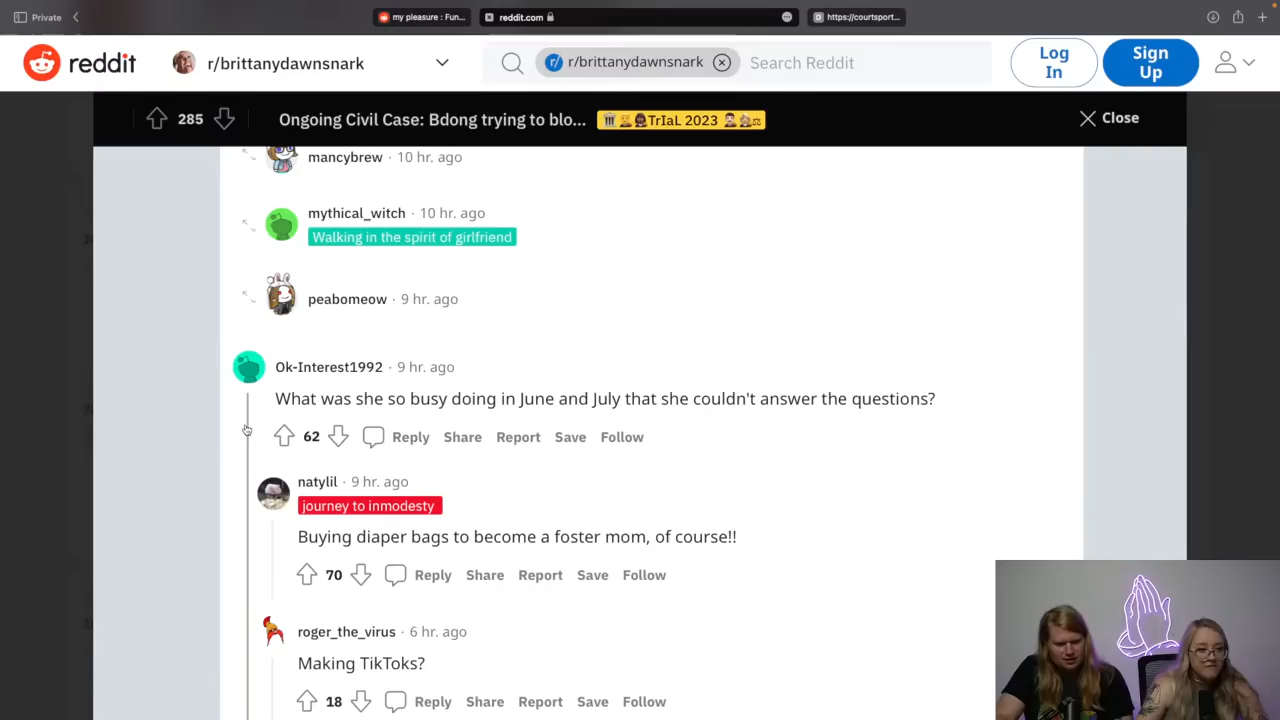 Private
my pleasure : Fun...
reddit.com
https://courtsport...
reddit
r/brittanydawnsnark
r/brittanydawnsnark
Search Reddit
Log In
Sign Up
285
Ongoing Civil Case: Bdong trying to blo...
TrIaL 2023
Close
mancybrew · 10 hr. ago
mythical_witch · 10 hr. ago
Walking in the spirit of girlfriend
peabomeow · 9 hr. ago
Ok-Interest1992 · 9 hr. ago
What was she so busy doing in June and July that she couldn't answer the questions?
62 Reply Share Report Save Follow
natylil · 9 hr. ago
journey to inmodesty
Buying diaper bags to become a foster mom, of course!!
70 Reply Share Report Save Follow
roger_the_virus · 6 hr. ago
Making TikToks?
18 Reply Share Report Save Follow